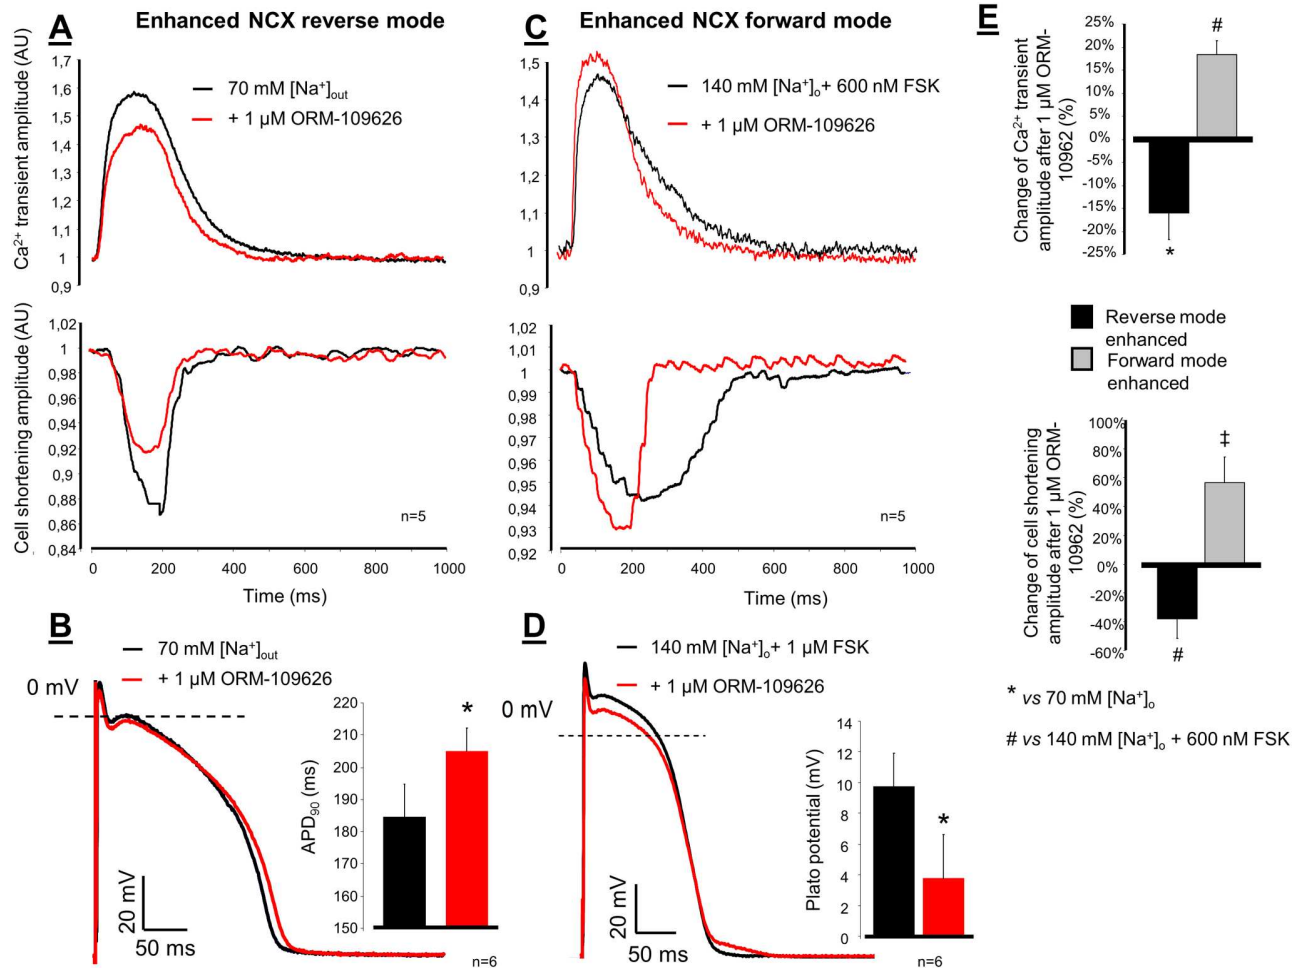 A
Enhanced NCX reverse mode
Ca²⁺ transient amplitude (AU)
1,7
1,6
1,5
1,4
1,3
1,2
1,1
1
0,9
70 mM [Na⁺]out
+ 1 µM ORM-109626
Cell shortening amplitude (AU)
1,02
1
0,98
0,96
0,94
0,92
0,9
0,88
0,86
0,84
n=5
0
200
400
600
800
1000
Time (ms)
C
Enhanced NCX forward mode
1,5
1,4
1,3
1,2
1,1
1
0,9
140 mM [Na⁺]o+ 600 nM FSK
+ 1 µM ORM-109626
1,02
1,01
1
0,99
0,98
0,97
0,96
0,95
0,94
0,93
0,92
n=5
0
200
400
600
800
1000
Time (ms)
E
Change of Ca²⁺ transient
amplitude after 1 µM ORM-
10962 (%)
25%
20%
15%
10%
5%
0%
-5%
-10%
-15%
-20%
-25%
#
*
Reverse mode
enhanced
Forward mode
enhanced
Change of cell shortening
amplitude after 1 µM ORM-
10962 (%)
100%
80%
60%
40%
20%
0%
-20%
-40%
-60%
‡
#
* vs 70 mM [Na⁺]o
# vs 140 mM [Na⁺]o + 600 nM FSK
B
70 mM [Na⁺]out
+ 1 µM ORM-109626
0 mV
20 mV
50 ms
APD90 (ms)
220
210
200
190
180
170
160
150
*
n=6
D
140 mM [Na⁺]o+ 1 µM FSK
+ 1 µM ORM-109626
0 mV
20 mV
50 ms
Plato potential (mV)
14
12
10
8
6
4
2
0
*
n=6